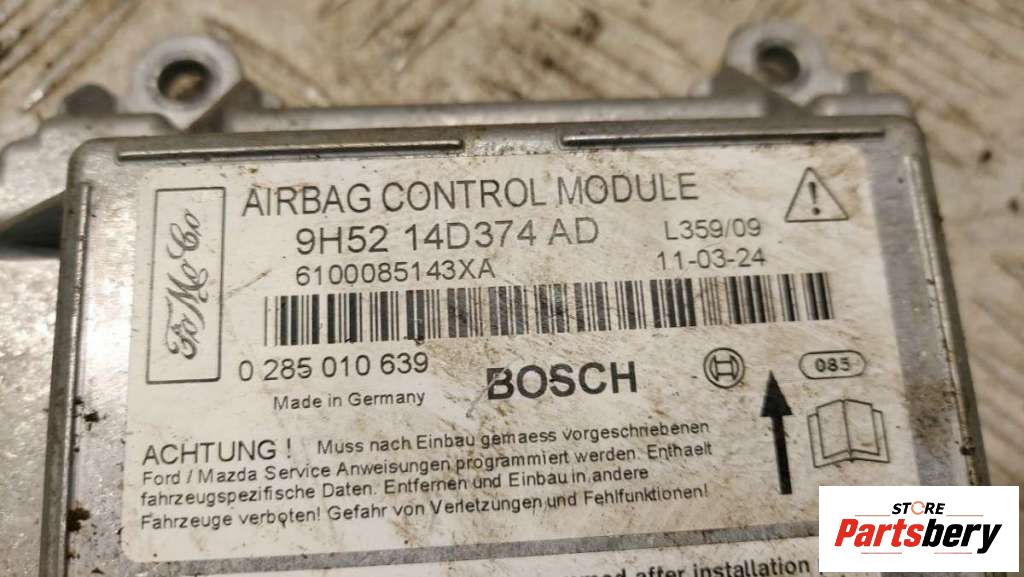 FoMoCo
AIRBAG CONTROL MODULE
9H52 14D374 AD
L359/09
6100085143XA
11-03-24
0 285 010 639
BOSCH
085
Made in Germany
ACHTUNG ! Muss nach Einbau gemaess vorgeschriebenen
Ford / Mazda Service Anweisungen programmiert werden. Enthaelt
fahrzeugspezifische Daten. Entfernen und Einbau in andere
Fahrzeuge verboten! Gefahr von Verletzungen und Fehlfunktionen!
after installation
STORE
Partsbery